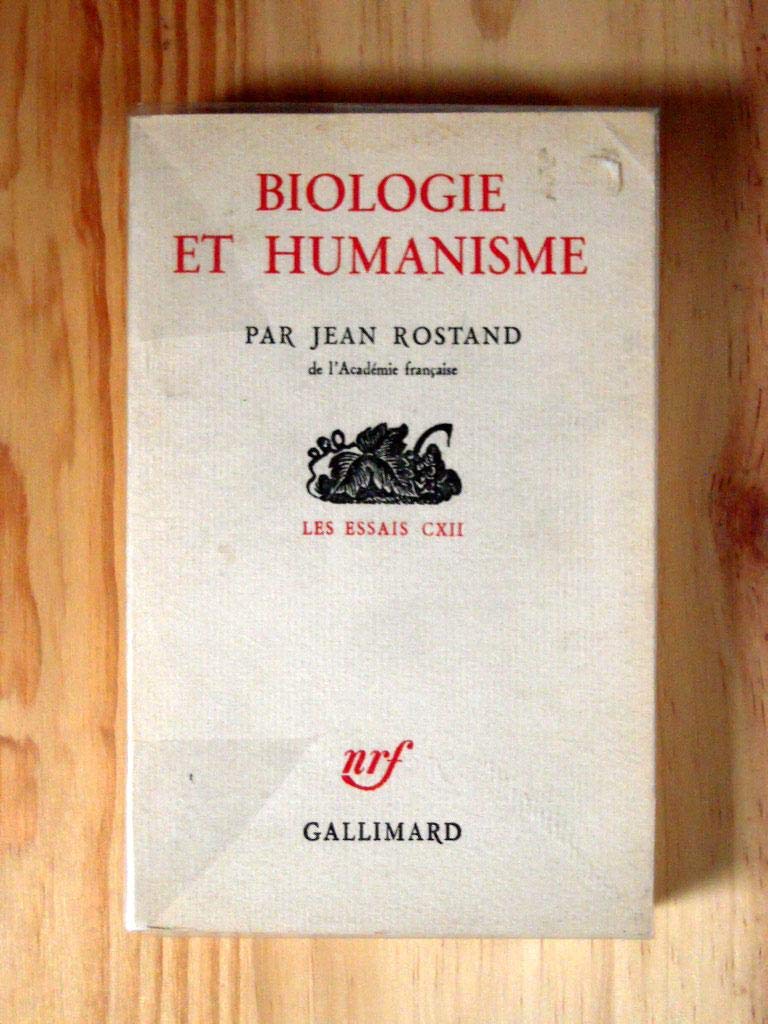 BIOLOGIE
ET HUMANISME
PAR JEAN ROSTAND
de l'Académie française
LES ESSAIS CXII
nrf
GALLIMARD